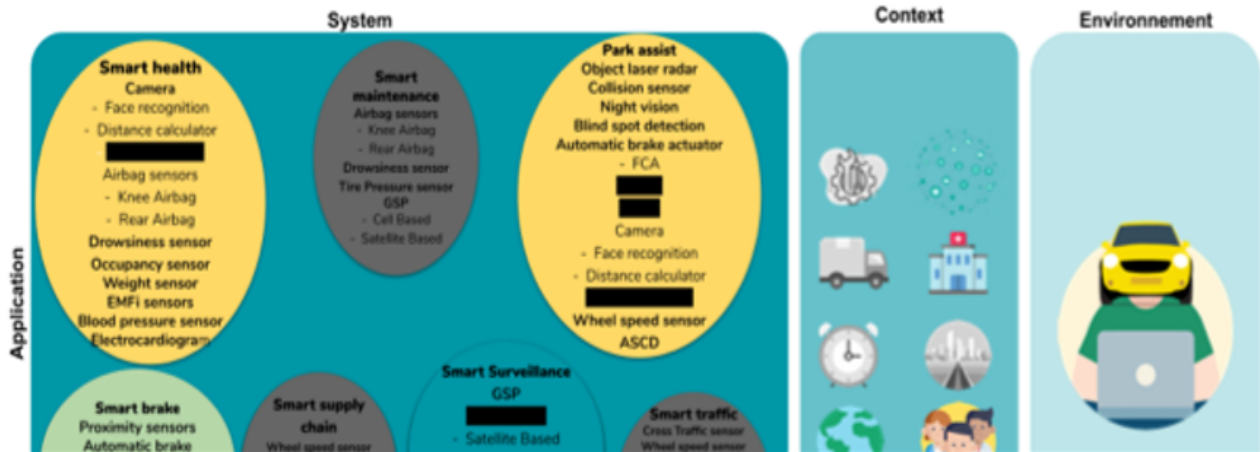 System
Context
Environnement
Application
Smart health
Camera
- Face recognition
- Distance calculator
Airbag sensors
- Knee Airbag
- Rear Airbag
Drowsiness sensor
Occupancy sensor
Weight sensor
EMFi sensors
Blood pressure sensor
Electrocardiogram
Smart
maintenance
Airbag sensors
- Knee Airbag
- Rear Airbag
Drowsiness sensor
Tire Pressure sensor
GSP
- Cell Based
- Satellite Based
Park assist
Object laser radar
Collision sensor
Night vision
Blind spot detection
Automatic brake actuator
- FCA
Camera
- Face recognition
- Distance calculator
Wheel speed sensor
ASCD
Smart brake
Proximity sensors
Automatic brake
Smart supply
chain
Wheel speed sensor
Smart Surveillance
GSP
- Satellite Based
Smart traffic
Cross Traffic sensor
Wheel speed sensor